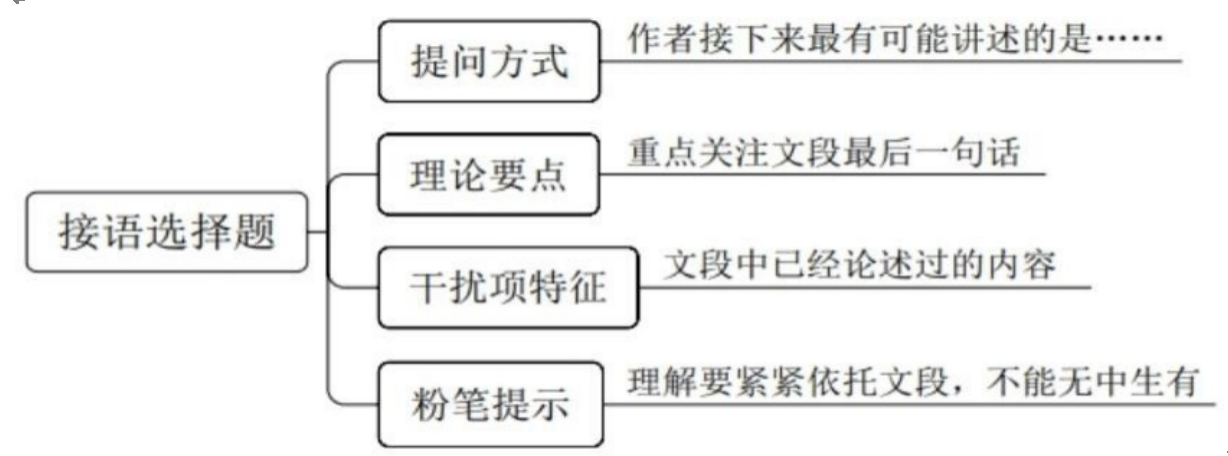 提问方式
作者接下来最有可能讲述的是……
理论要点
重点关注文段最后一句话
接语选择题
干扰项特征
文段中已经论述过的内容
粉笔提示
理解要紧紧依托文段，不能无中生有